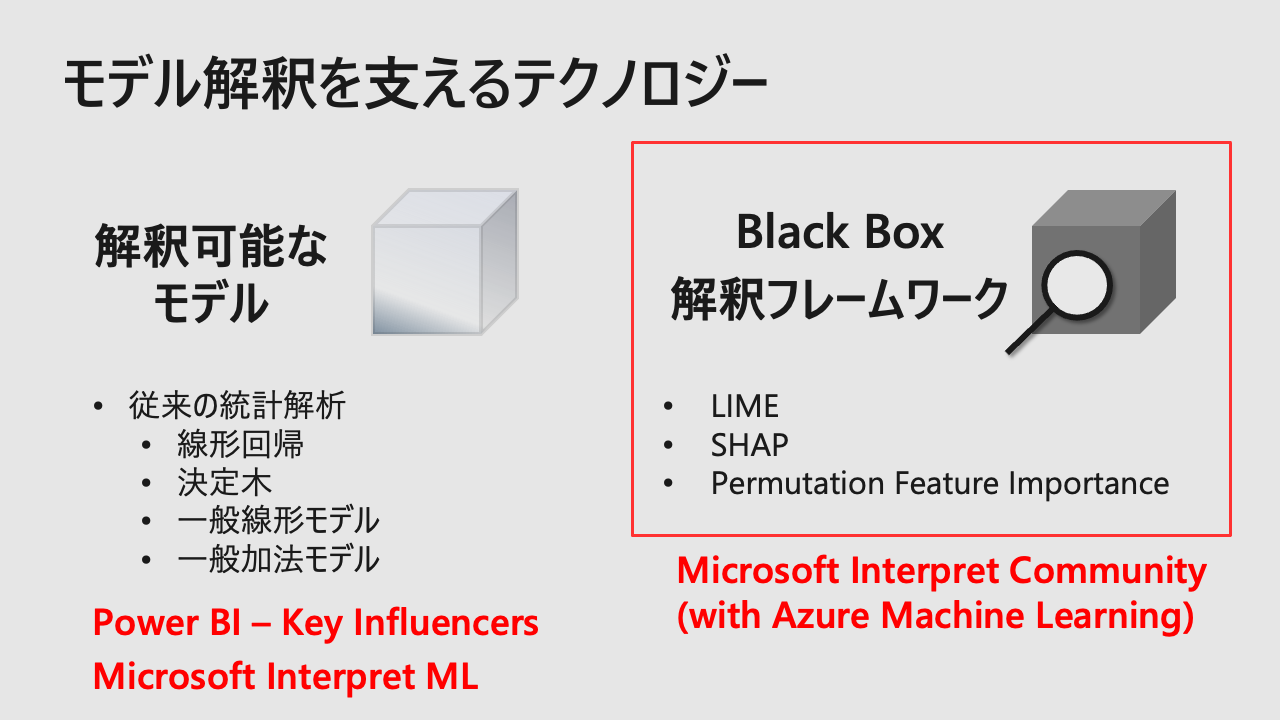 モデル解釈を支えるテクノロジー
解釈可能な
モデル
• 従来の統計解析
• 線形回帰
• 決定木
• 一般線形モデル
• 一般加法モデル
Power BI – Key Influencers
Microsoft Interpret ML
Black Box
解釈フレームワーク
• LIME
• SHAP
• Permutation Feature Importance
Microsoft Interpret Community
(with Azure Machine Learning)